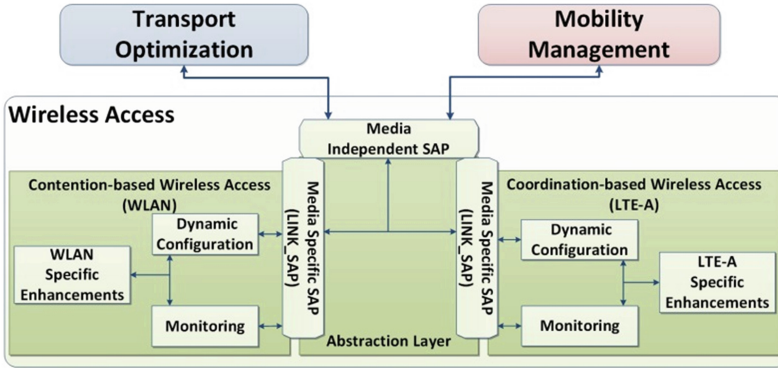 Transport
Optimization
Mobility
Management
Wireless Access
Media
Independent SAP
Contention-based Wireless Access
(WLAN)
Dynamic
Configuration
WLAN
Specific
Enhancements
Monitoring
Media Specific SAP
(LINK_SAP)
Abstraction Layer
Media Specific SAP
(LINK_SAP)
Coordination-based Wireless Access
(LTE-A)
Dynamic
Configuration
LTE-A
Specific
Enhancements
Monitoring